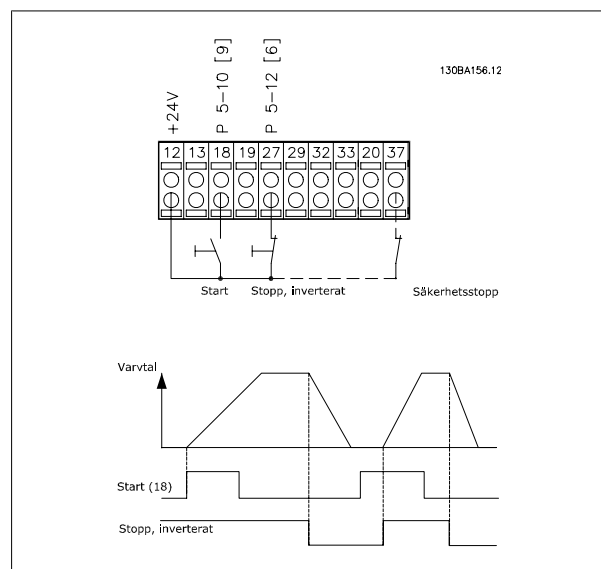 +24V
P 5-10 [9]
P 5-12 [6]
130BA156.12
12 13 18 19 27 29 32 33 20 37
Start
Stopp, inverterat
Säkerhetsstopp
Varvtal
Start (18)
Stopp, inverterat